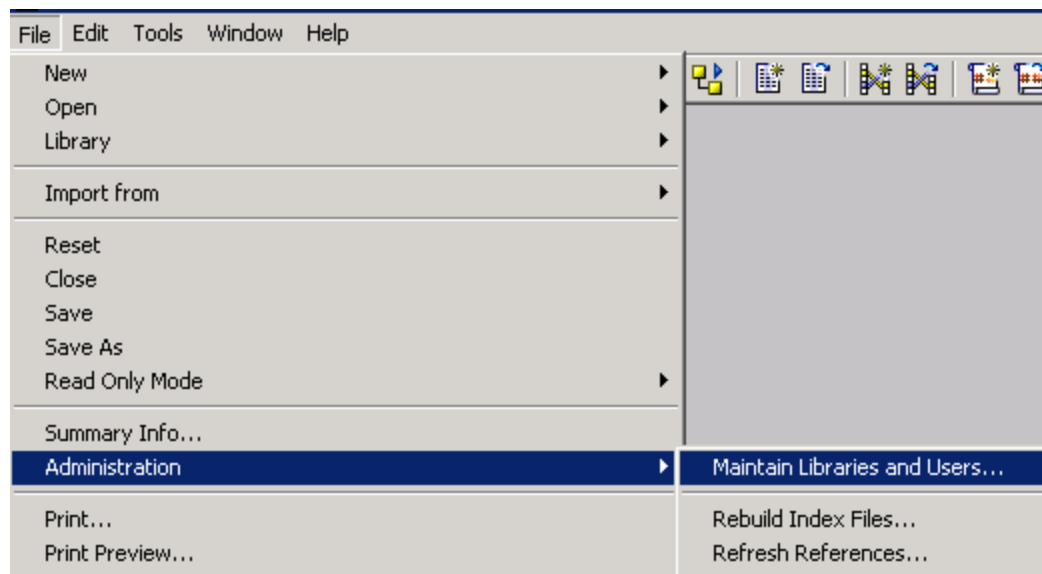 File Edit Tools Window Help
New
Open
Library
Import from
Reset
Close
Save
Save As
Read Only Mode
Summary Info...
Administration
Maintain Libraries and Users...
Print...
Rebuild Index Files...
Print Preview...
Refresh References...